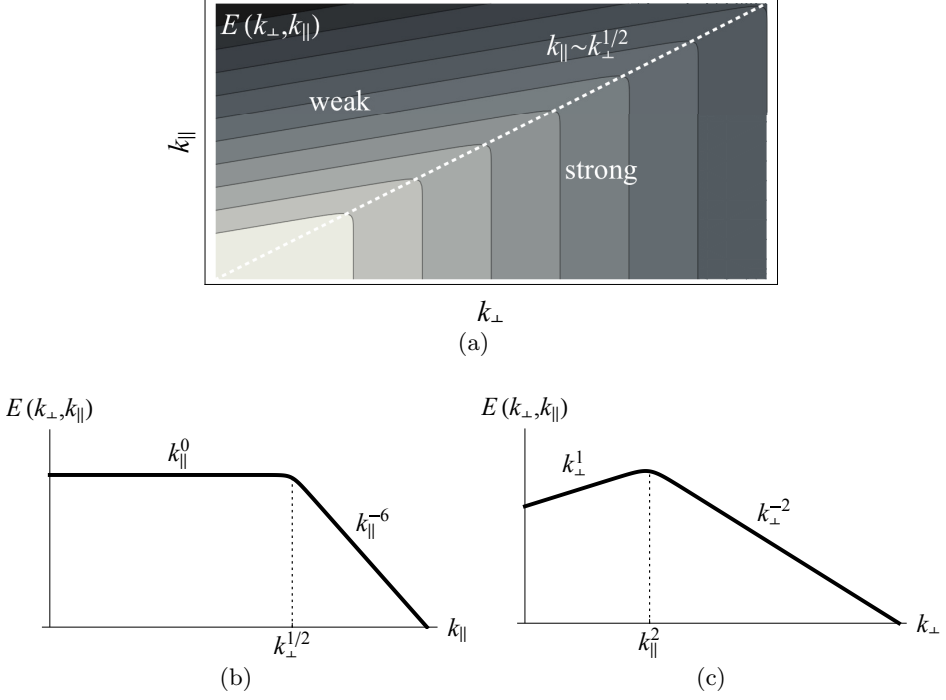 E(k⊥,k∥)
k∥~k⊥^{1/2}
weak
strong
k∥
k⊥
(a)
E(k⊥,k∥)
k∥^0
k∥^{−6}
k∥
k⊥^{1/2}
(b)
E(k⊥,k∥)
k⊥^1
k⊥^{−2}
k⊥
k∥^2
(c)